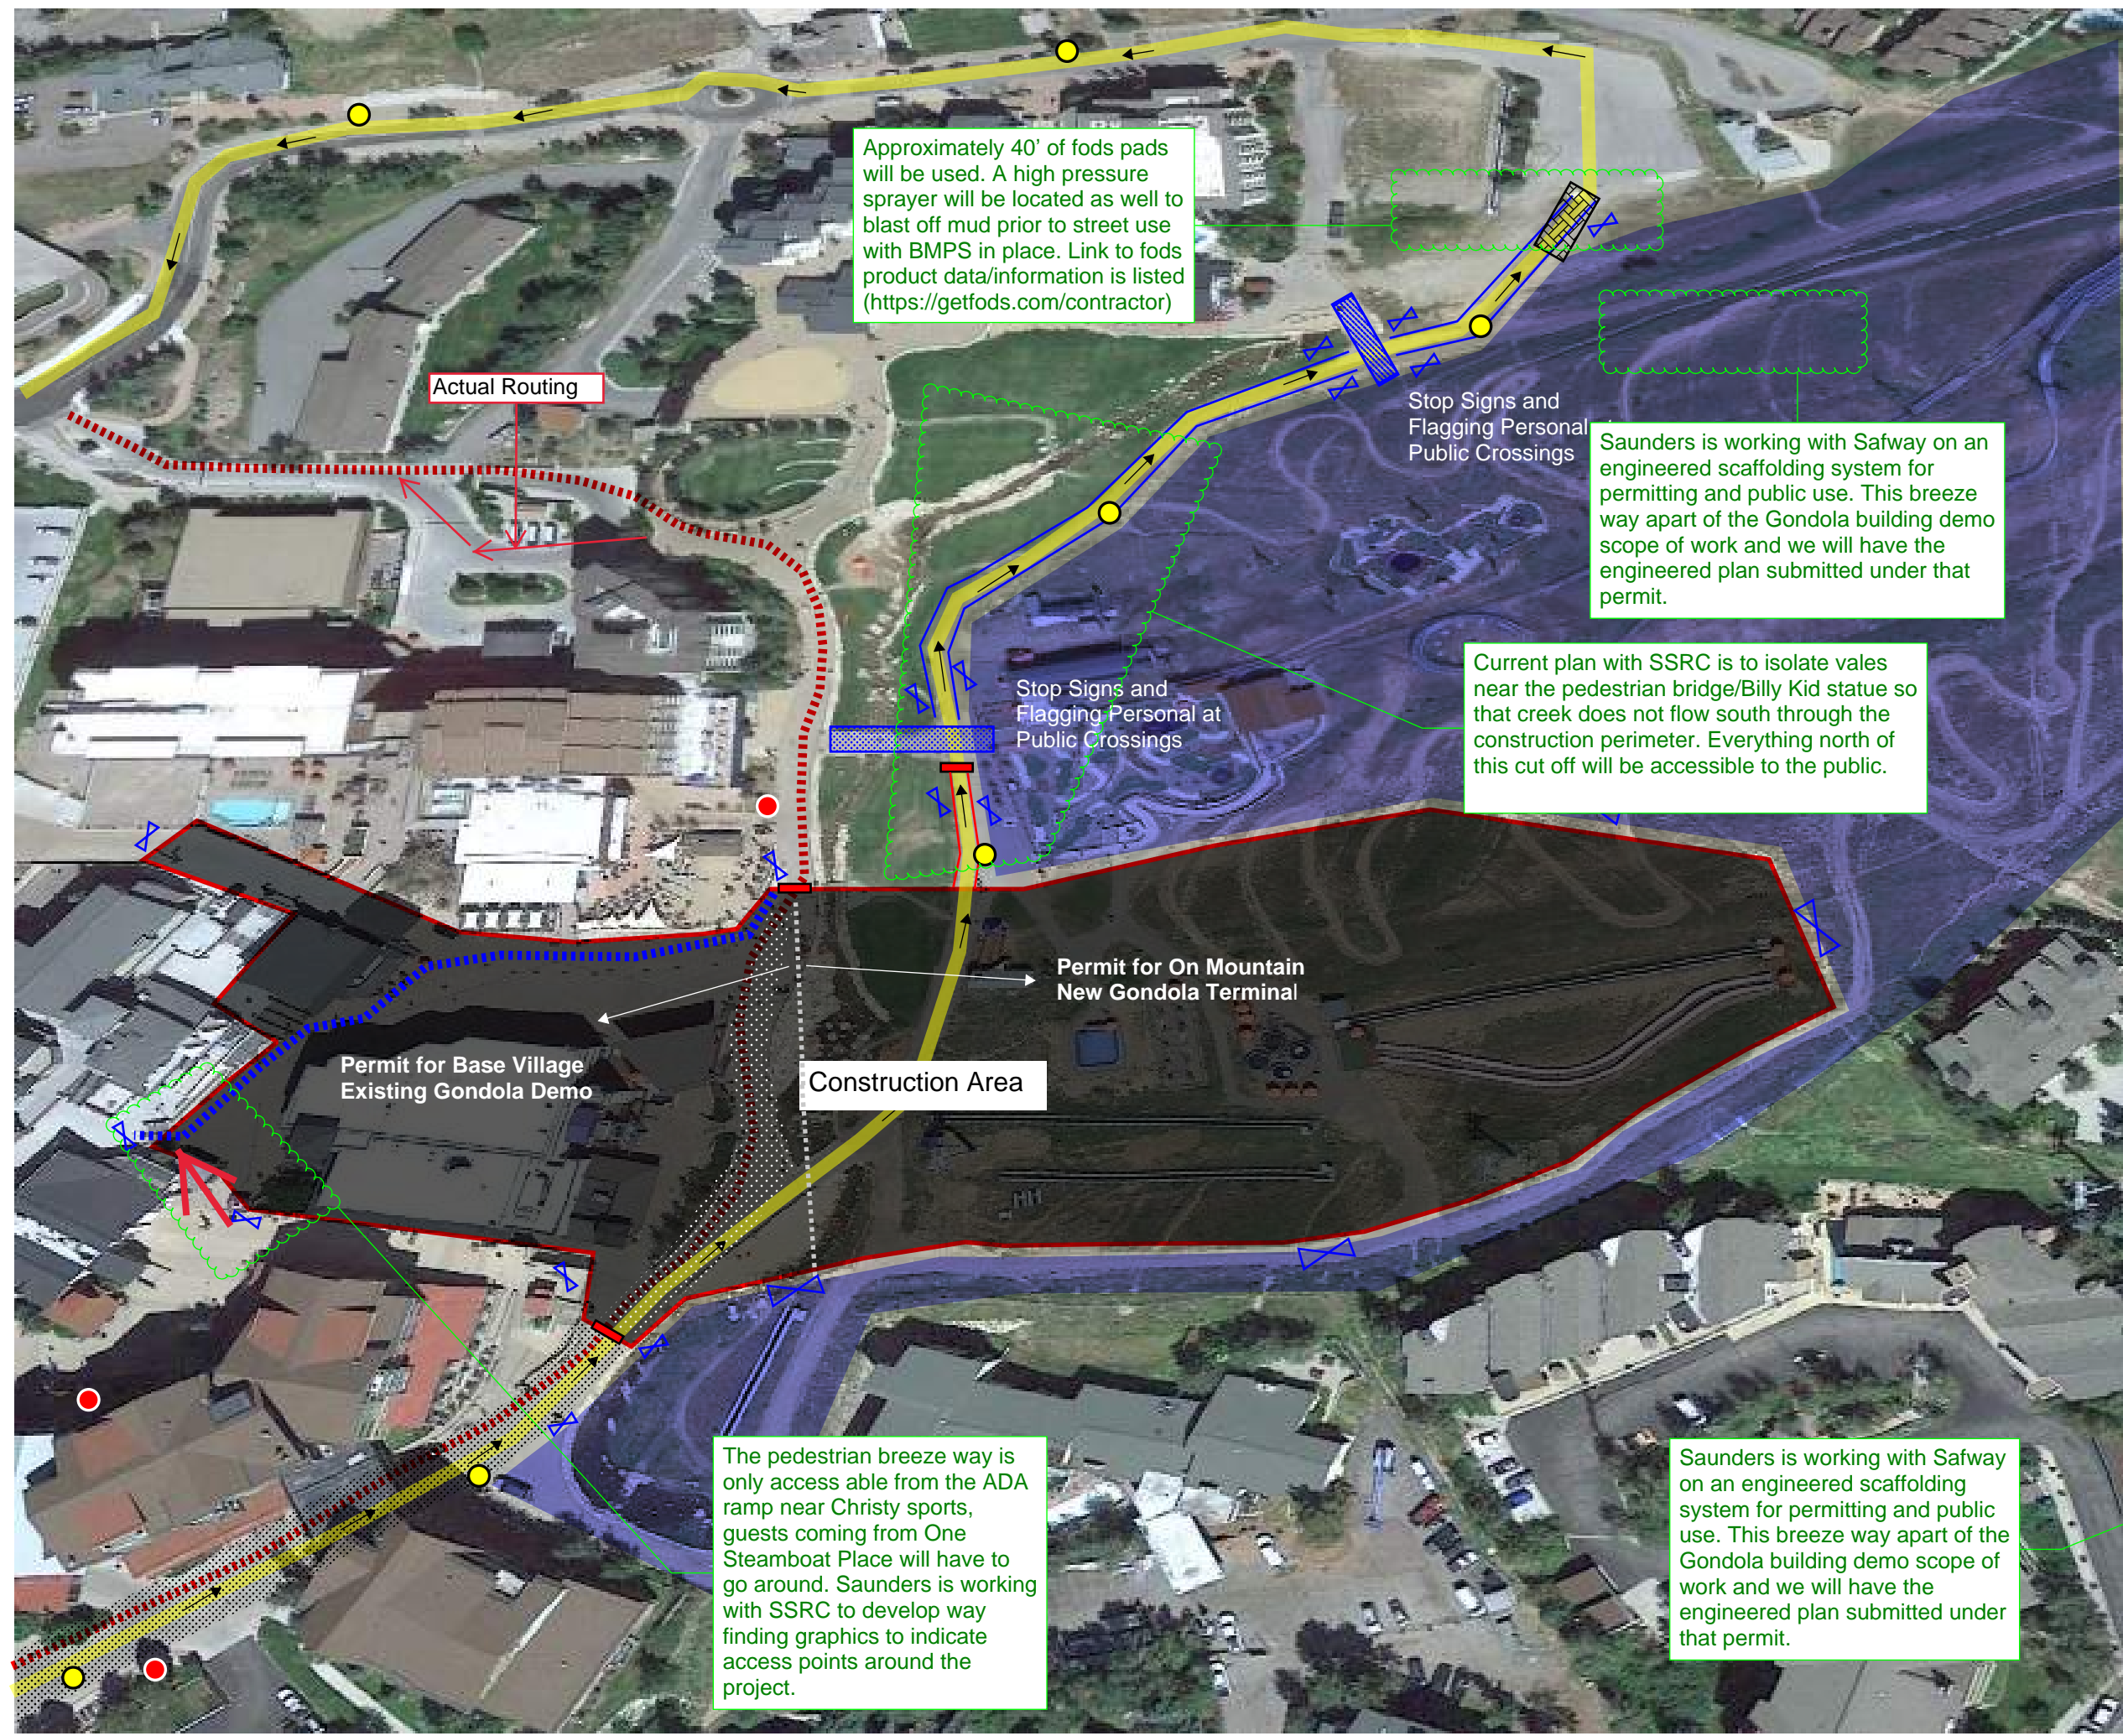 Approximately 40' of fods pads
will be used. A high pressure
sprayer will be located as well to
blast off mud prior to street use
with BMPS in place. Link to fods
product data/information is listed
(https://getfods.com/contractor)
Actual Routing
Stop Signs and
Flagging Personal
Public Crossings
Saunders is working with Safway on an
engineered scaffolding system for
permitting and public use. This breeze
way apart of the Gondola building demo
scope of work and we will have the
engineered plan submitted under that
permit.
Current plan with SSRC is to isolate vales
near the pedestrian bridge/Billy Kid statue so
that creek does not flow south through the
construction perimeter. Everything north of
this cut off will be accessible to the public.
Stop Signs and
Flagging Personal at
Public Crossings
Permit for On Mountain
New Gondola Terminal
Permit for Base Village
Existing Gondola Demo
Construction Area
The pedestrian breeze way is
only access able from the ADA
ramp near Christy sports,
guests coming from One
Steamboat Place will have to
go around. Saunders is working
with SSRC to develop way
finding graphics to indicate
access points around the
project.
Saunders is working with Safway
on an engineered scaffolding
system for permitting and public
use. This breeze way apart of the
Gondola building demo scope of
work and we will have the
engineered plan submitted under
that permit.